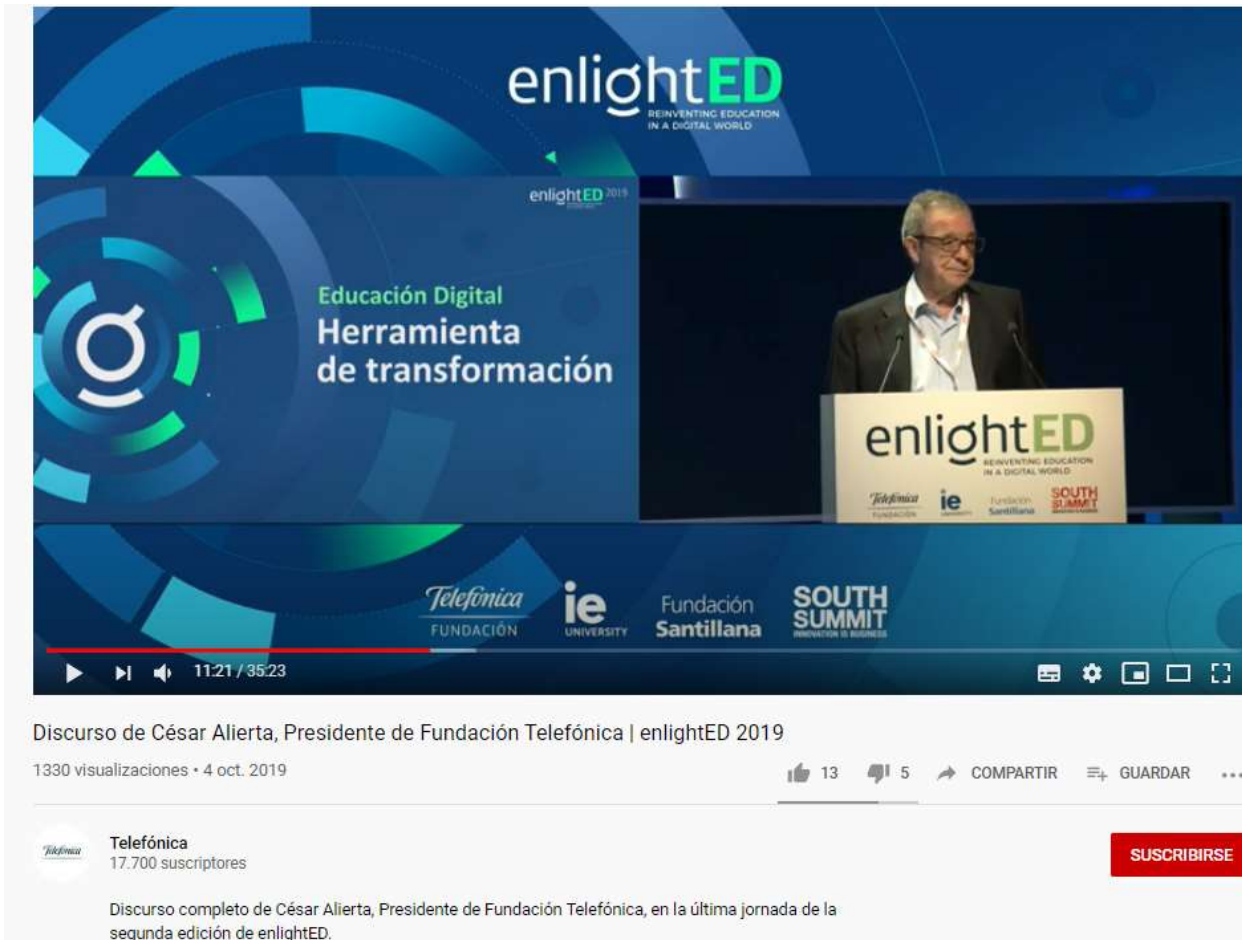 enlightED
REINVENTING EDUCATION
IN A DIGITAL WORLD
enlightED 2019
Educación Digital
Herramienta
de transformación
enlightED
REINVENTING EDUCATION
IN A DIGITAL WORLD
Telefónica
FUNDACIÓN
ie
UNIVERSITY
Fundación
Santillana
SOUTH
SUMMIT
Telefónica
FUNDACIÓN
ie
UNIVERSITY
Fundación
Santillana
SOUTH
SUMMIT
INNOVATION IS BUSINESS
11:21 / 35:23
Discurso de César Alierta, Presidente de Fundación Telefónica | enlightED 2019
1330 visualizaciones • 4 oct. 2019
13 5 COMPARTIR GUARDAR
Telefónica
Telefónica
17.700 suscriptores
SUSCRIBIRSE
Discurso completo de César Alierta, Presidente de Fundación Telefónica, en la última jornada de la
segunda edición de enlightED.